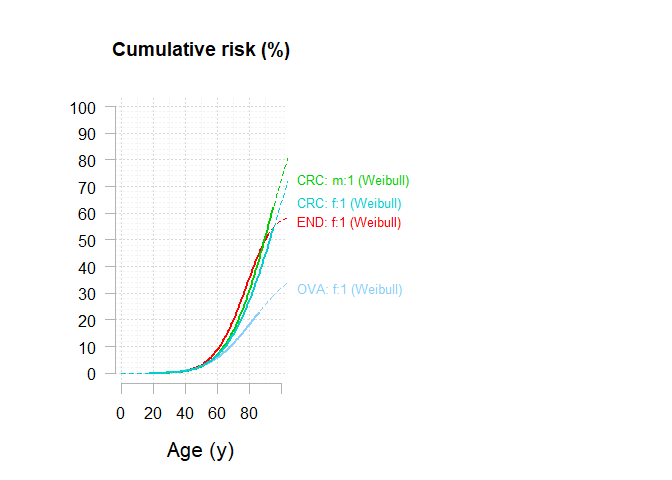 Cumulative risk (%)
100
90
80
70
60
50
40
30
20
10
0
CRC: m:1 (Weibull)
CRC: f:1 (Weibull)
END: f:1 (Weibull)
OVA: f:1 (Weibull)
0 20 40 60 80
Age (y)